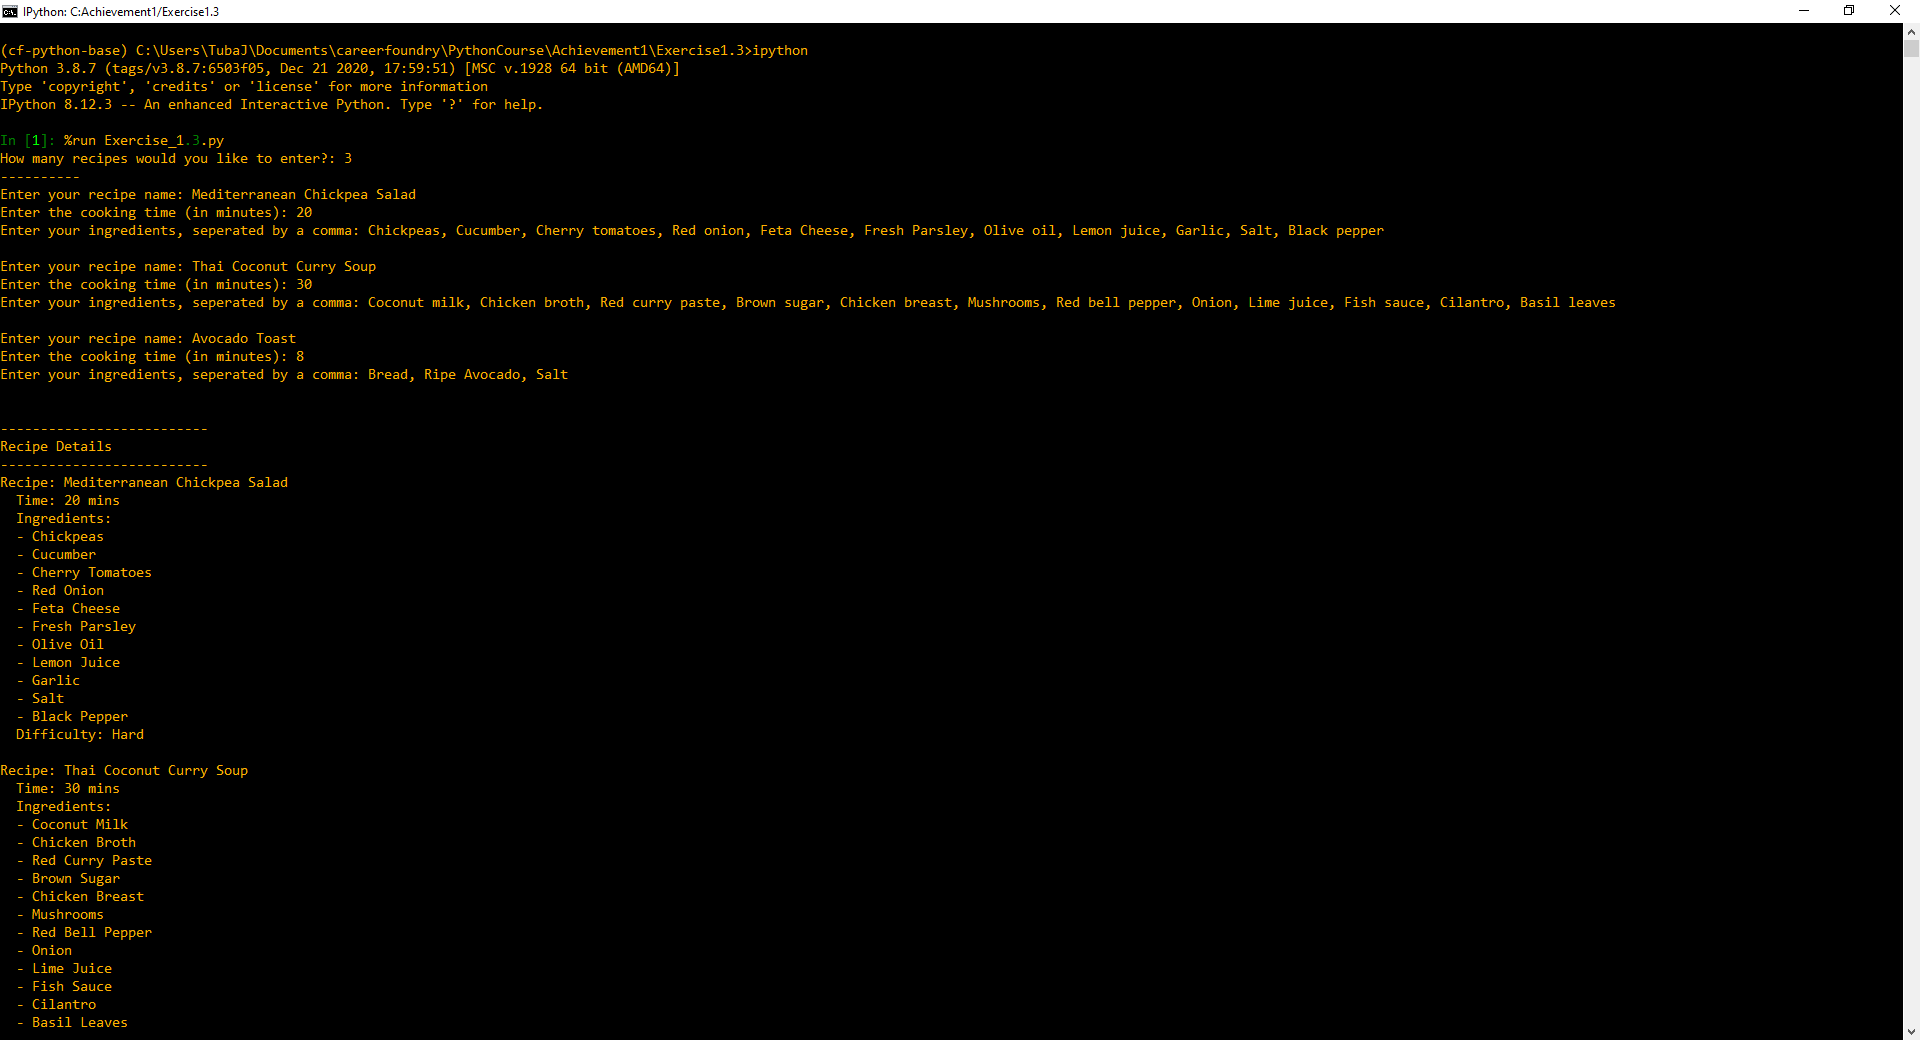 IPython: C:Achievement1/Exercise1.3
(cf-python-base) C:\Users\TubaJ\Documents\careerfoundry\PythonCourse\Achievement1\Exercise1.3>ipython
Python 3.8.7 (tags/v3.8.7:6503f05, Dec 21 2020, 17:59:51) [MSC v.1928 64 bit (AMD64)]
Type 'copyright', 'credits' or 'license' for more information
IPython 8.12.3 -- An enhanced Interactive Python. Type '?' for help.
In [1]: %run Exercise_1.3.py
How many recipes would you like to enter?: 3
----------
Enter your recipe name: Mediterranean Chickpea Salad
Enter the cooking time (in minutes): 20
Enter your ingredients, seperated by a comma: Chickpeas, Cucumber, Cherry tomatoes, Red onion, Feta Cheese, Fresh Parsley, Olive oil, Lemon juice, Garlic, Salt, Black pepper
Enter your recipe name: Thai Coconut Curry Soup
Enter the cooking time (in minutes): 30
Enter your ingredients, seperated by a comma: Coconut milk, Chicken broth, Red curry paste, Brown sugar, Chicken breast, Mushrooms, Red bell pepper, Onion, Lime juice, Fish sauce, Cilantro, Basil leaves
Enter your recipe name: Avocado Toast
Enter the cooking time (in minutes): 8
Enter your ingredients, seperated by a comma: Bread, Ripe Avocado, Salt
--------------------------
Recipe Details
--------------------------
Recipe: Mediterranean Chickpea Salad
  Time: 20 mins
  Ingredients:
  - Chickpeas
  - Cucumber
  - Cherry Tomatoes
  - Red Onion
  - Feta Cheese
  - Fresh Parsley
  - Olive Oil
  - Lemon Juice
  - Garlic
  - Salt
  - Black Pepper
  Difficulty: Hard
Recipe: Thai Coconut Curry Soup
  Time: 30 mins
  Ingredients:
  - Coconut Milk
  - Chicken Broth
  - Red Curry Paste
  - Brown Sugar
  - Chicken Breast
  - Mushrooms
  - Red Bell Pepper
  - Onion
  - Lime Juice
  - Fish Sauce
  - Cilantro
  - Basil Leaves